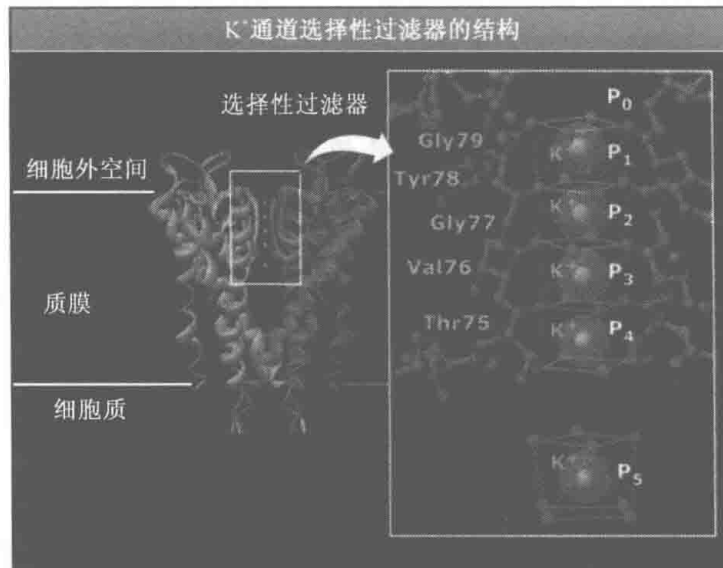 K⁺通道选择性过滤器的结构
选择性过滤器
细胞外空间
质膜
细胞质
P₀
Gly79
K⁺
P₁
Tyr78
K⁺
P₂
Gly77
Val76
K⁺
P₃
Thr75
K⁺
P₄
K⁺
P₅